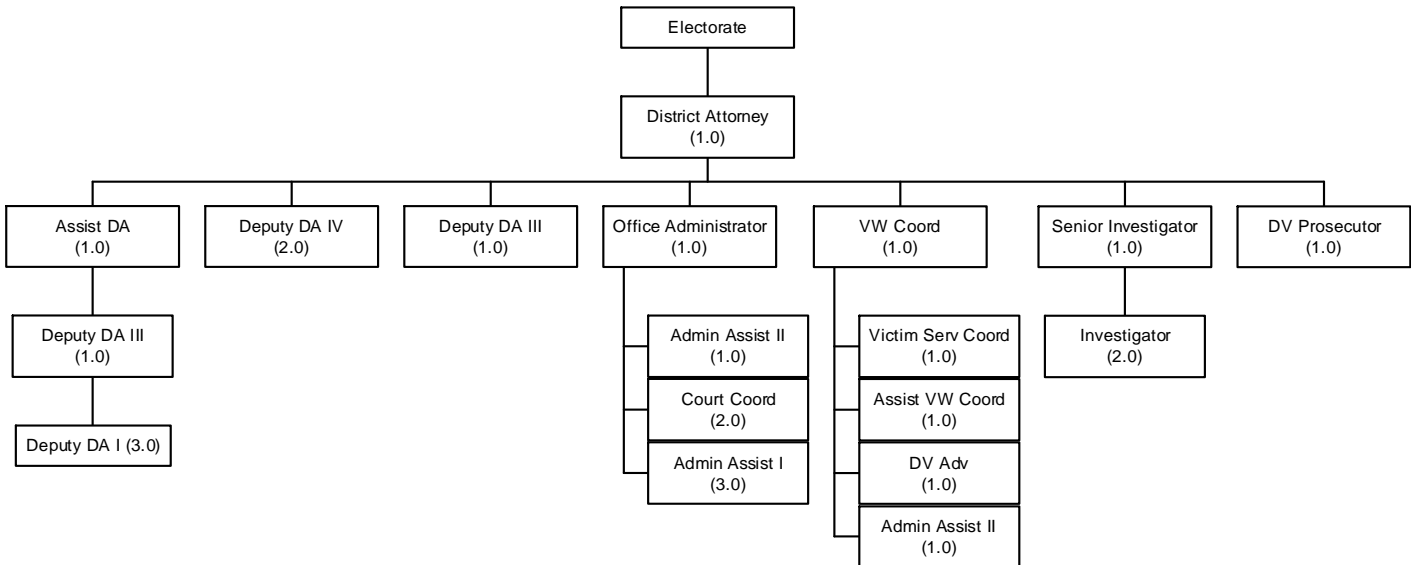 Electorate
District Attorney
(1.0)
Assist DA
(1.0)
Deputy DA IV
(2.0)
Deputy DA III
(1.0)
Office Administrator
(1.0)
VW Coord
(1.0)
Senior Investigator
(1.0)
DV Prosecutor
(1.0)
Deputy DA III
(1.0)
Deputy DA I (3.0)
Admin Assist II
(1.0)
Court Coord
(2.0)
Admin Assist I
(3.0)
Victim Serv Coord
(1.0)
Assist VW Coord
(1.0)
DV Adv
(1.0)
Admin Assist II
(1.0)
Investigator
(2.0)